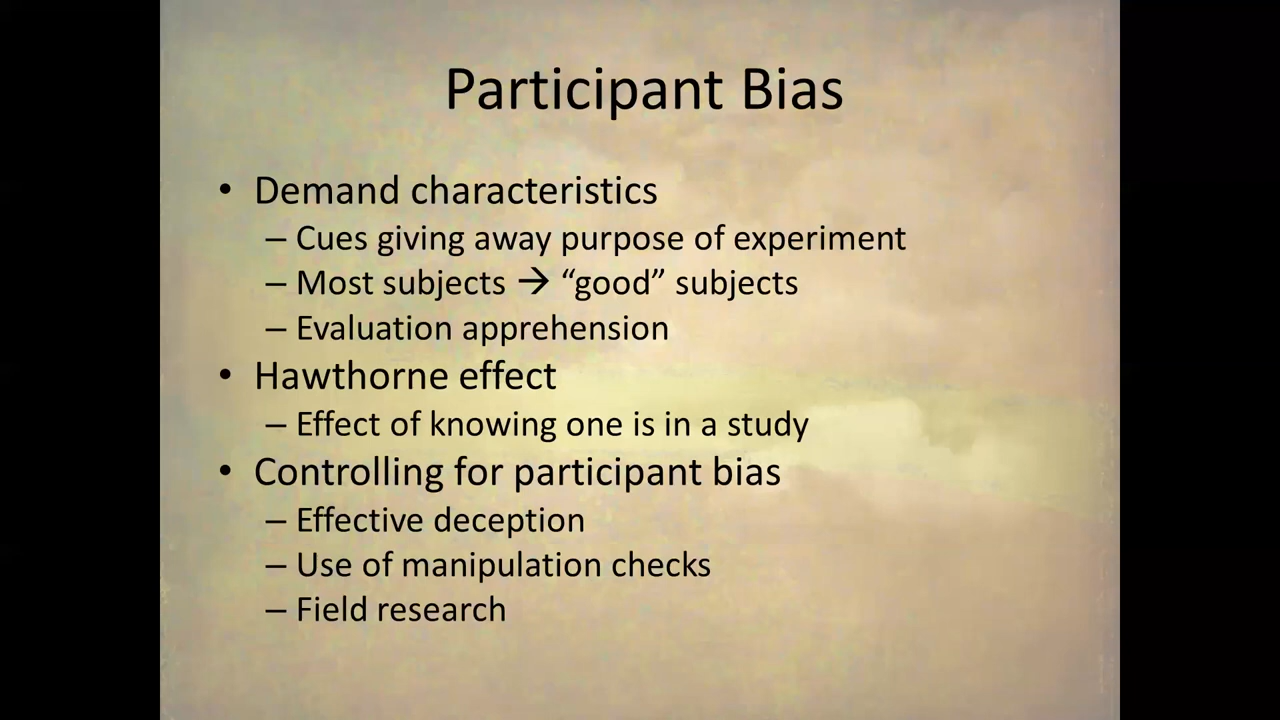 Participant Bias
• Demand characteristics
– Cues giving away purpose of experiment
– Most subjects → “good” subjects
– Evaluation apprehension
• Hawthorne effect
– Effect of knowing one is in a study
• Controlling for participant bias
– Effective deception
– Use of manipulation checks
– Field research